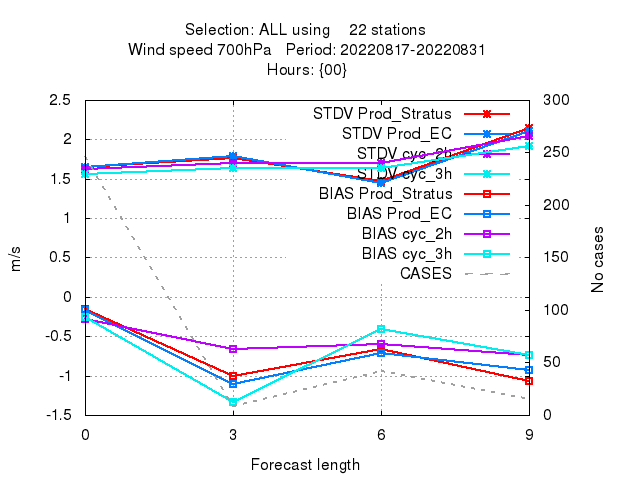 Selection: ALL using 22 stations
Wind speed 700hPa Period: 20220817-20220831
Hours: {00}
2.5
2
1.5
1
0.5
0
-0.5
-1
-1.5
m/s
300
250
200
150
100
50
0
No cases
STDV Prod_Stratus
STDV Prod_EC
STDV cyc_2h
STDV cyc_3h
BIAS Prod_Stratus
BIAS Prod_EC
BIAS cyc_2h
BIAS cyc_3h
CASES
0 3 6 9
Forecast length